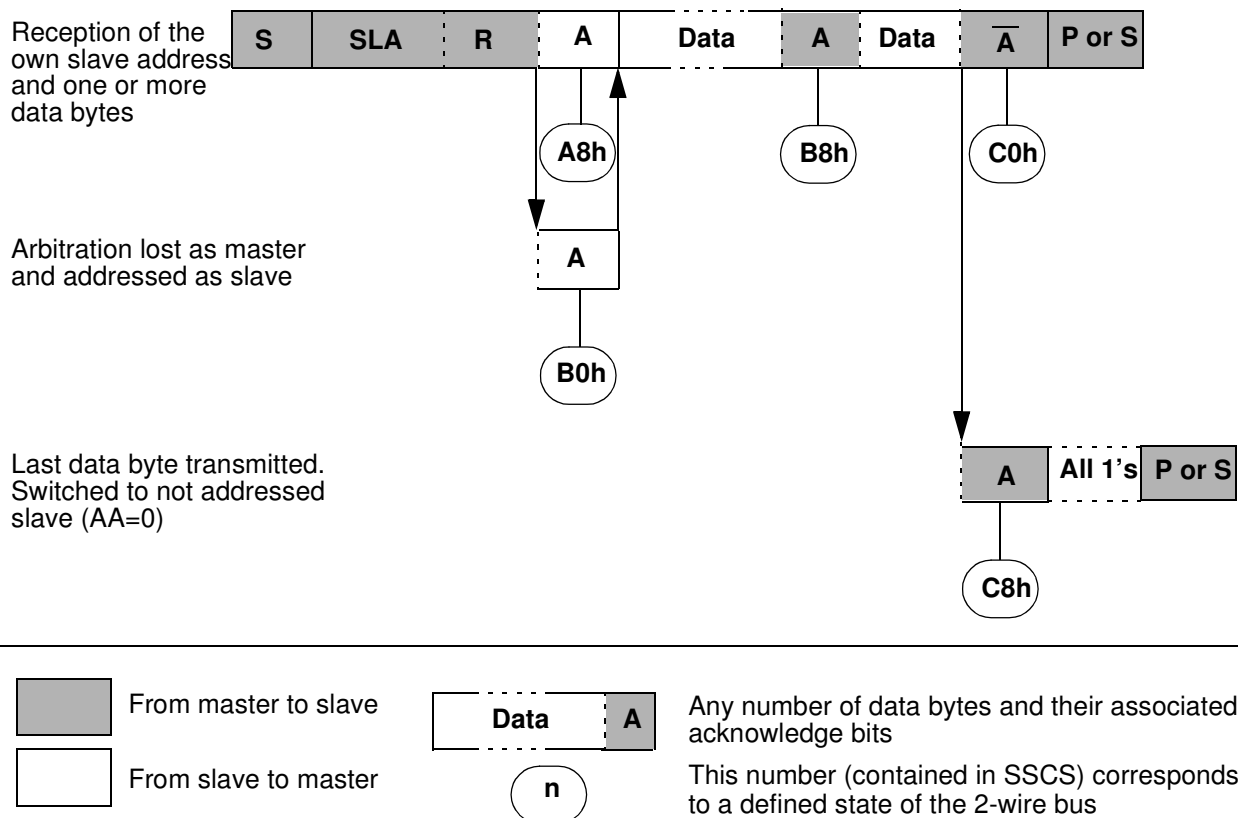 Reception of the
own slave address
and one or more
data bytes
S SLA R A Data A Data A̅ P or S
A8h B8h C0h
Arbitration lost as master
and addressed as slave
A
B0h
Last data byte transmitted.
Switched to not addressed
slave (AA=0)
A All 1's P or S
C8h
From master to slave
From slave to master
Data A
n
Any number of data bytes and their associated
acknowledge bits
This number (contained in SSCS) corresponds
to a defined state of the 2-wire bus